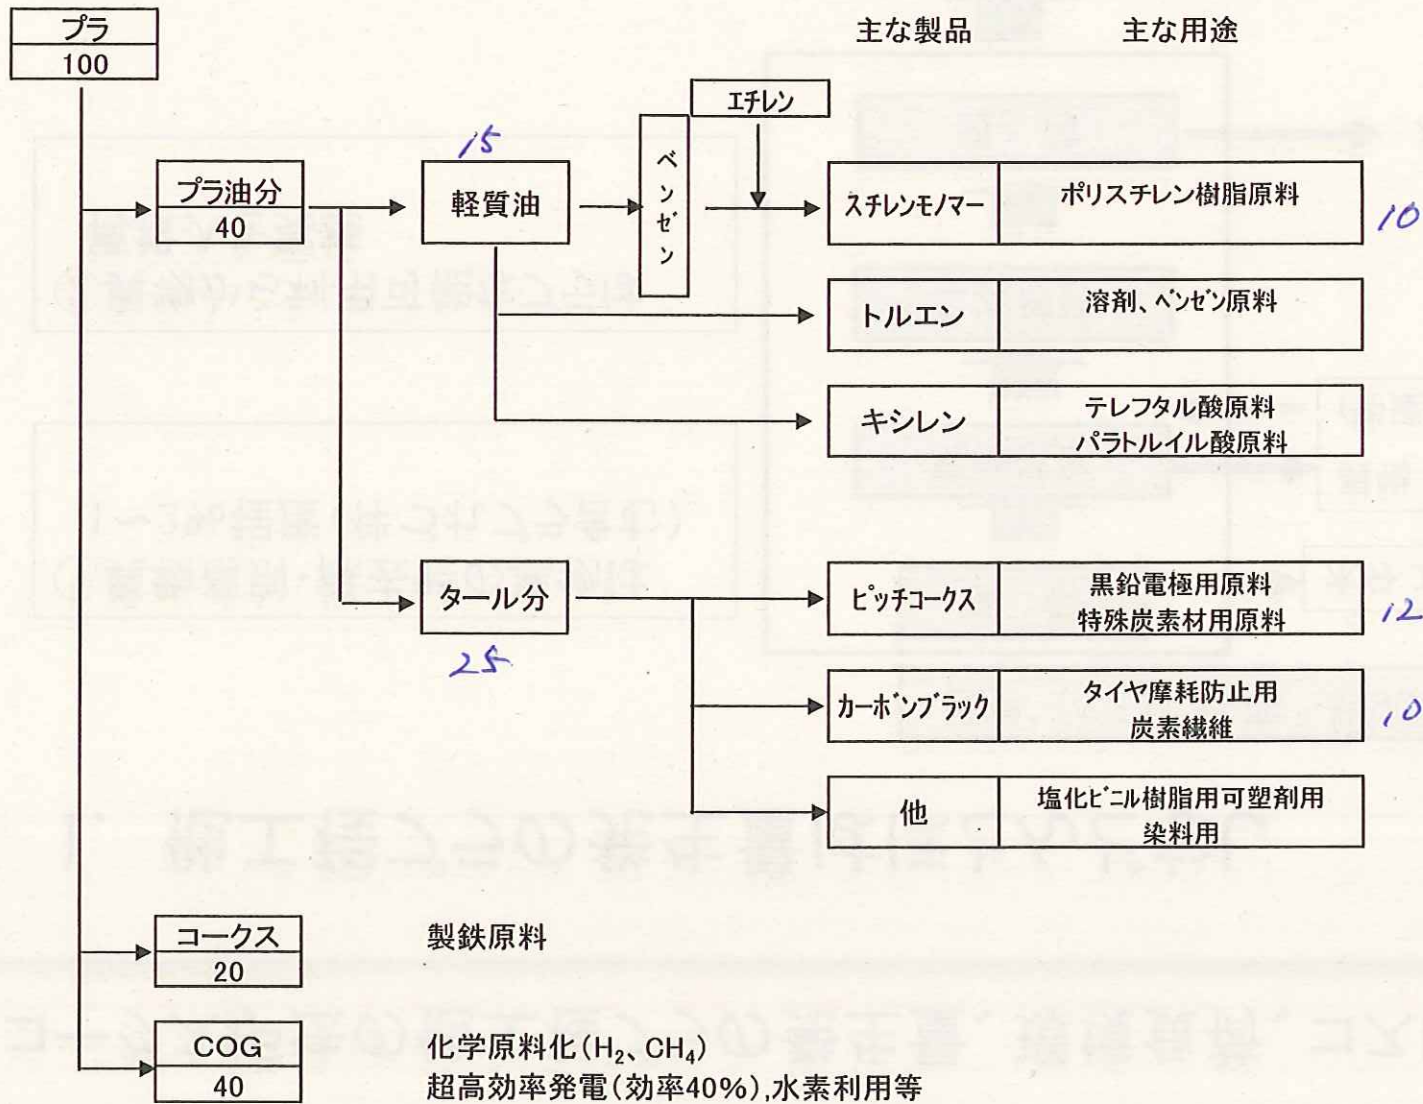 プラ
100
主な製品
主な用途
エチレン
ベンゼン
15
プラ油分
40
軽質油
スチレンモノマー
ポリスチレン樹脂原料
10
トルエン
溶剤、ベンゼン原料
キシレン
テレフタル酸原料
パラトルイル酸原料
タール分
25
ピッチコークス
黒鉛電極用原料
特殊炭素材用原料
12
カーボンブラック
タイヤ摩耗防止用
炭素繊維
10
他
塩化ビニル樹脂用可塑剤用
染料用
コークス
20
製鉄原料
COG
40
化学原料化(H₂、CH₄)
超高効率発電(効率40%),水素利用等